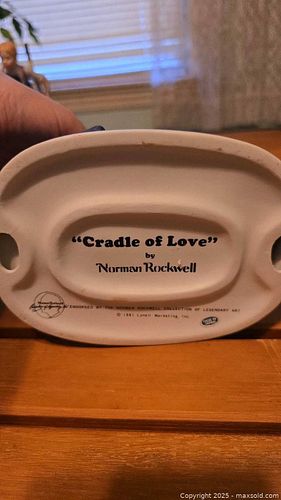 “Cradle of Love”
by
Norman Rockwell
ENDORSED BY THE NORMAN ROCKWELL COLLECTION OF LEGENDARY ART
© 1981 Lynell Marketing, Inc.
Copyright 2025 - maxsold.com